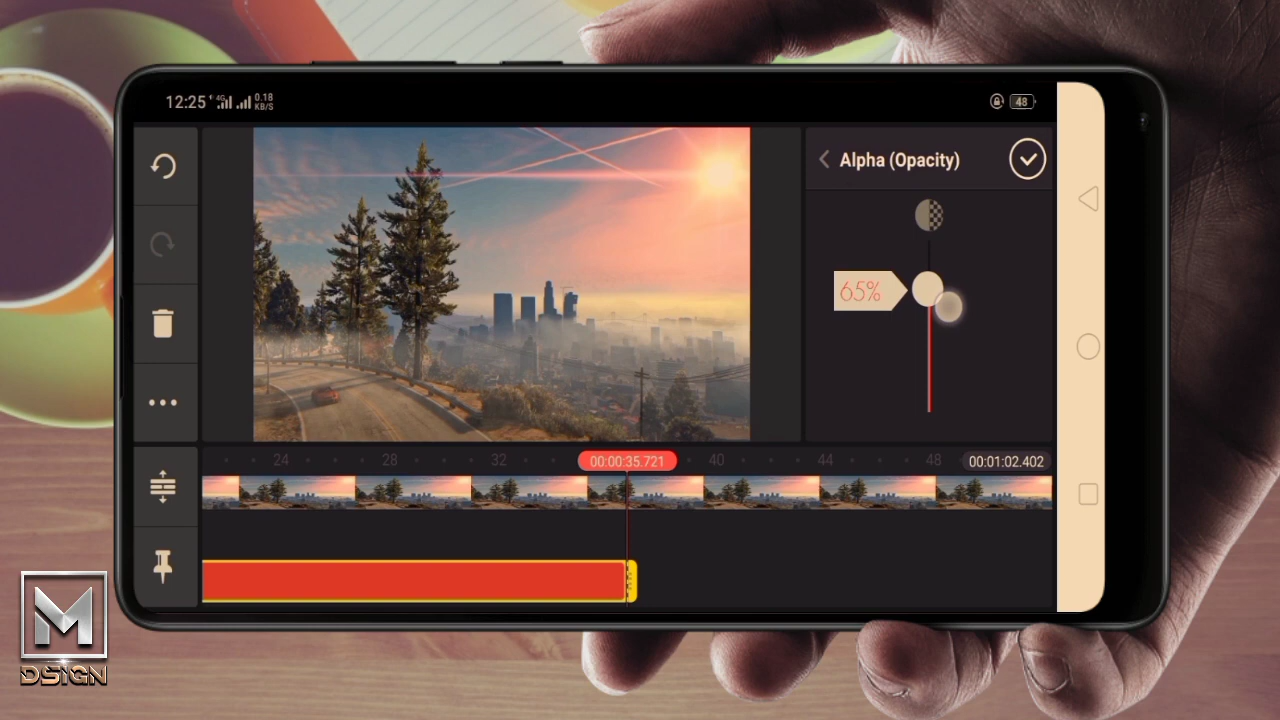 12:25 4G 0.18 KB/S 48
Alpha (Opacity)
65%
24 28 32 00:00:35.721 40 44 48 00:01:02.402
M
DSIGN